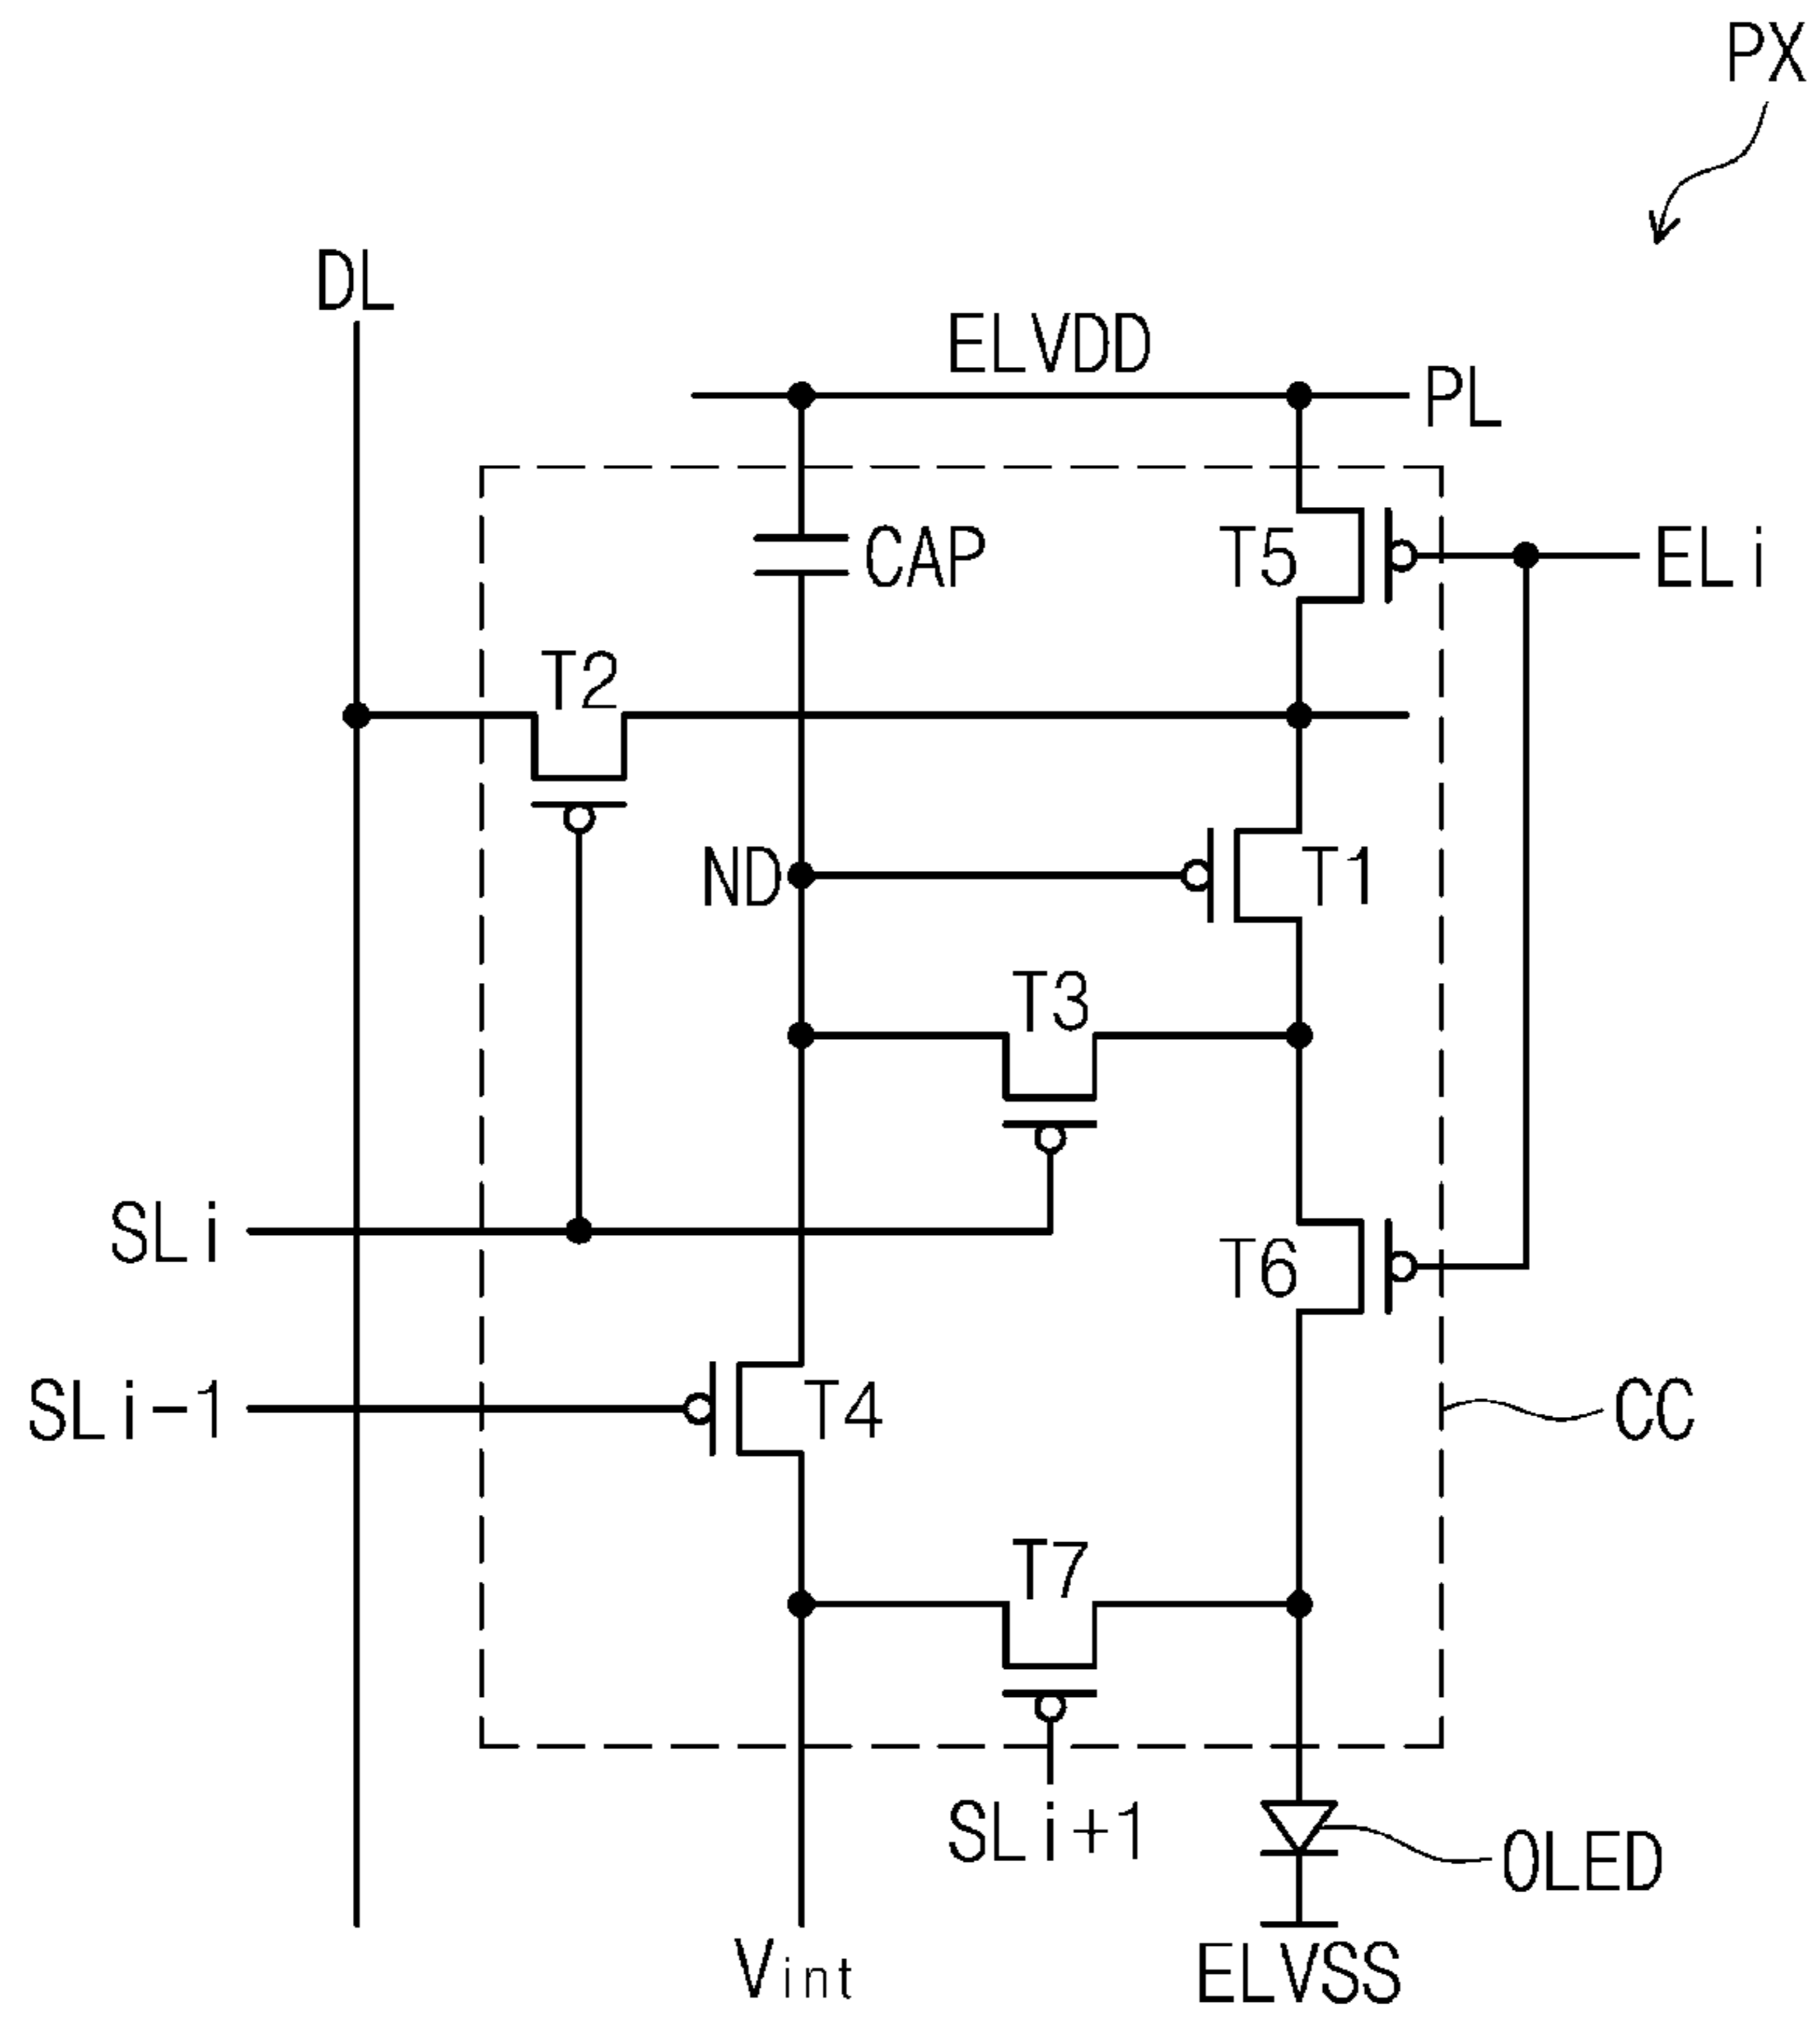 PX
DL
ELVDD
PL
CAP
T5
ELi
T2
ND
T1
T3
SLi
T6
SLi-1
T4
CC
T7
SLi+1
OLED
Vint
ELVSS